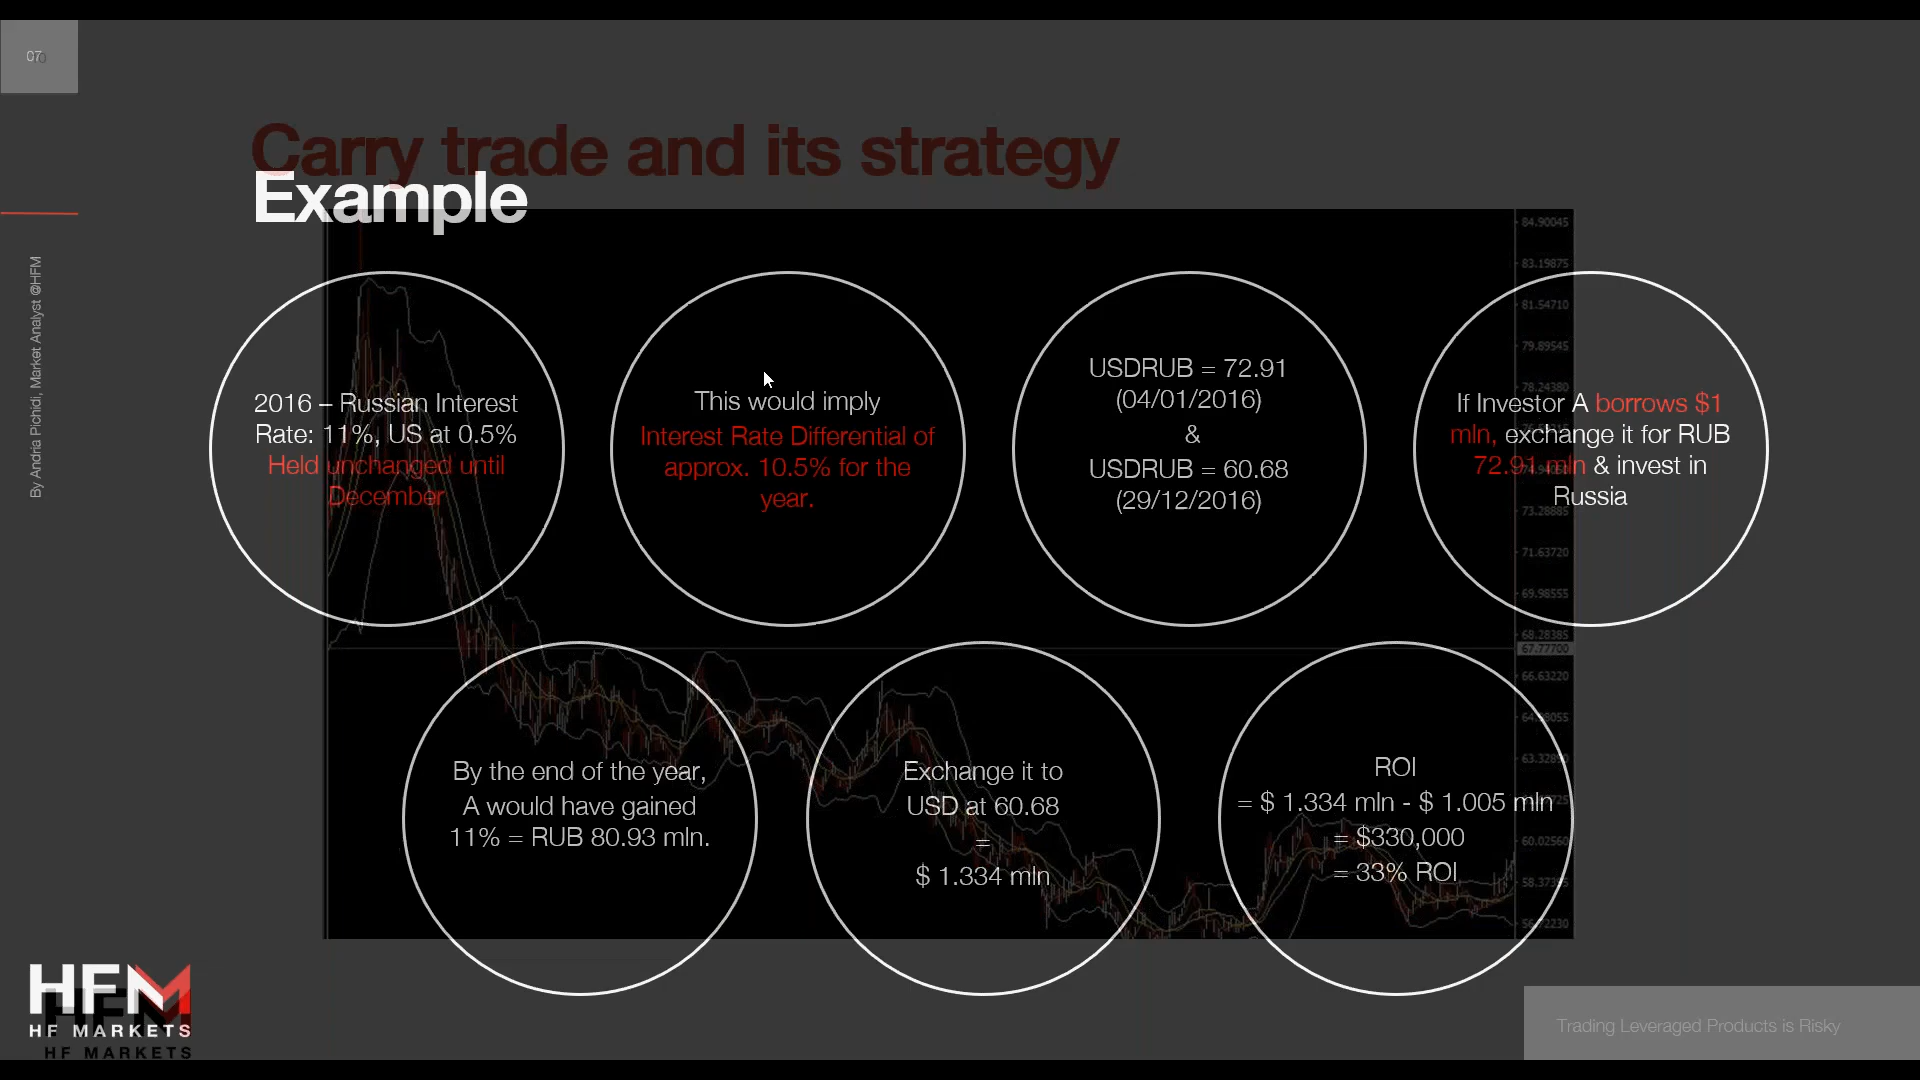 07
Carry trade and its strategy
Example
By Andria Pichidi, Market Analyst @HFM
2016 – Russian Interest
Rate: 11%, US at 0.5%
Held unchanged until
December
This would imply
Interest Rate Differential of
approx. 10.5% for the
year.
USDRUB = 72.91
(04/01/2016)
&
USDRUB = 60.68
(29/12/2016)
If Investor A borrows $1
mln, exchange it for RUB
72.91 mln & invest in
Russia
By the end of the year,
A would have gained
11% = RUB 80.93 mln.
Exchange it to
USD at 60.68
=
$ 1.334 mln
ROI
= $ 1.334 mln - $ 1.005 mln
= $330,000
= 33% ROI
84.90045
83.19875
81.54710
79.89545
78.24380
73.28885
71.63720
69.98555
68.28385
67.77700
66.63220
HFM
HF MARKETS
HF MARKETS
Trading Leveraged Products is Risky